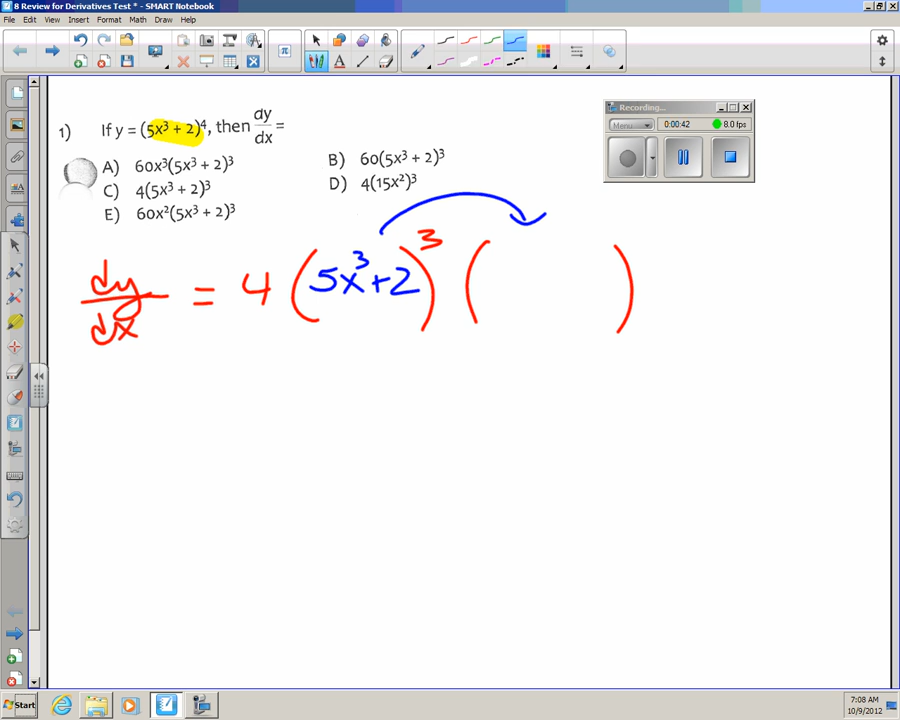 8 Review for Derivatives Test * - SMART Notebook
File Edit View Insert Format Math Draw Help
Recording...
Menu 0:00:42 8.0 fps
1) If y = (5x³ + 2)⁴, then dy/dx =
A) 60x³(5x³ + 2)³
B) 60(5x³ + 2)³
C) 4(5x³ + 2)³
D) 4(15x²)³
E) 60x²(5x³ + 2)³
dy/dx = 4 (5x³+2)³ ( )
Start
7:08 AM
10/9/2012